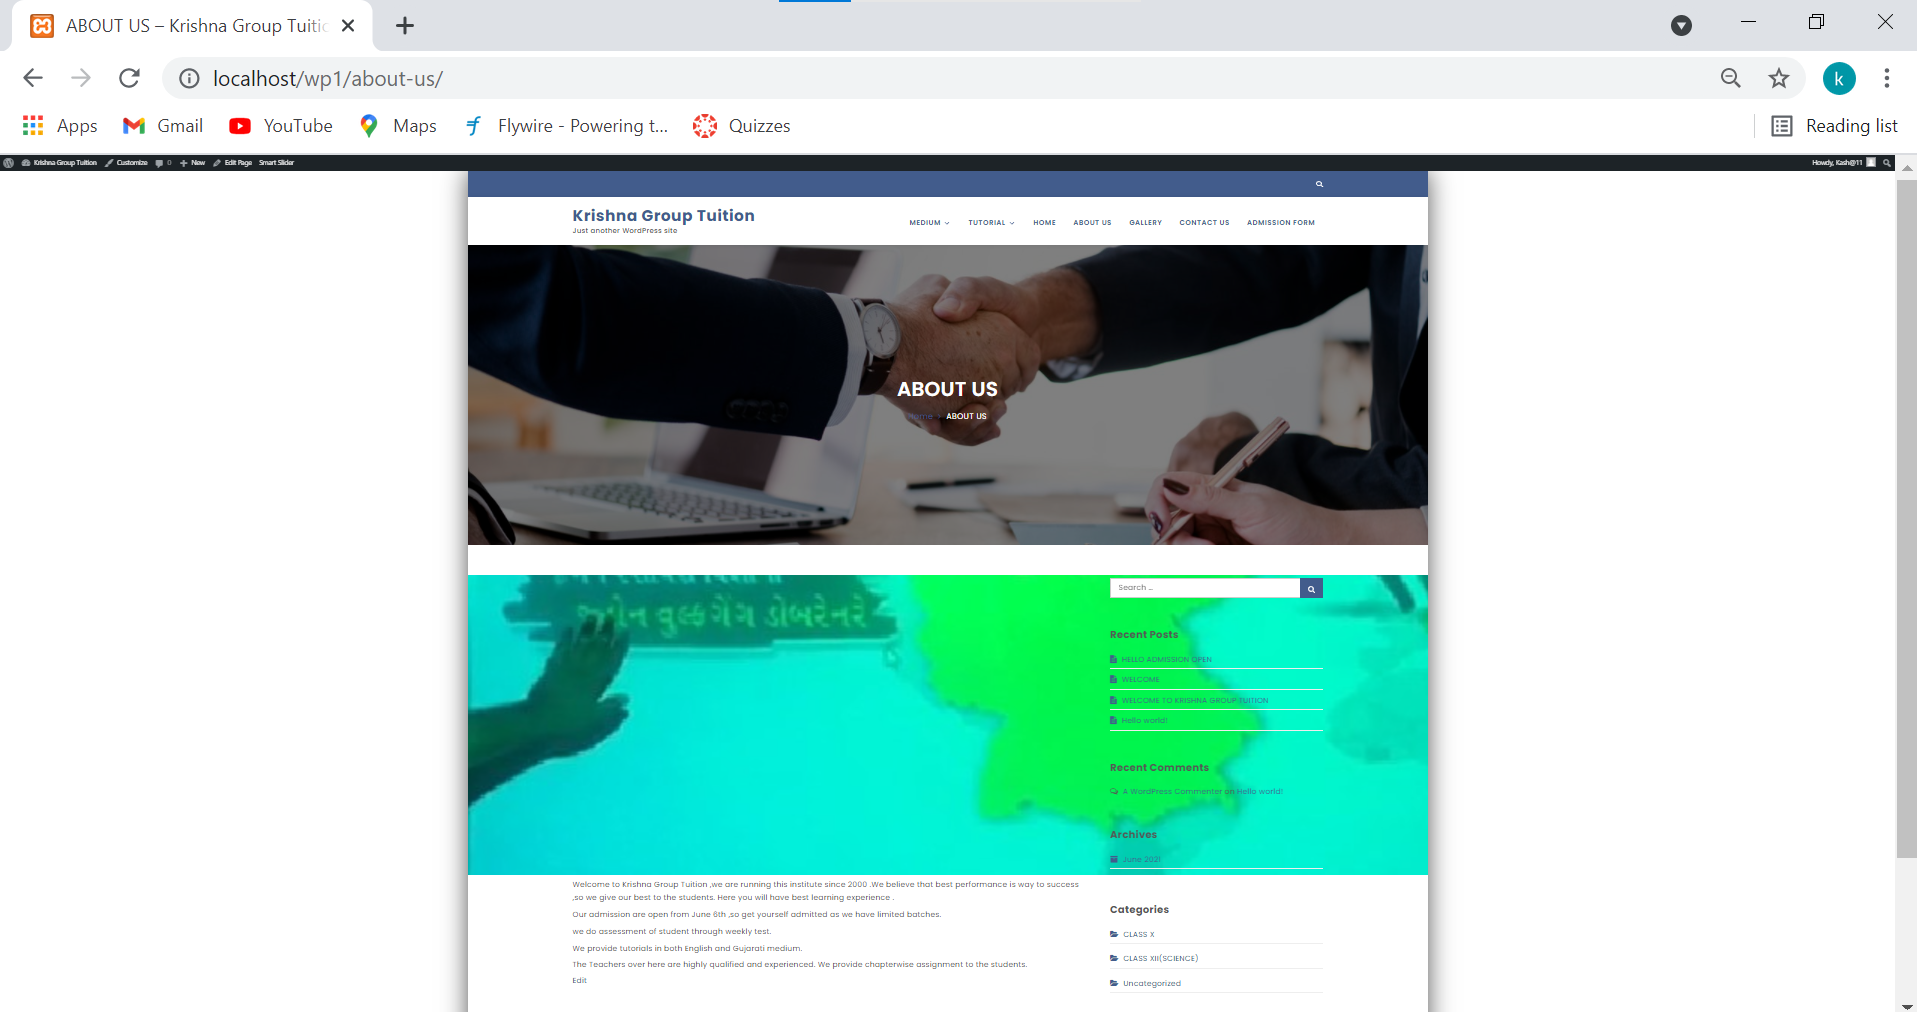 ABOUT US – Krishna Group Tuitio
localhost/wp1/about-us/
Apps Gmail YouTube Maps Flywire - Powering t... Quizzes Reading list
Krishna Group Tuition Customize 0 New Edit Page Smart Slider Howdy, Kash@11
Krishna Group Tuition
Just another WordPress site
MEDIUM TUTORIAL HOME ABOUT US GALLERY CONTACT US ADMISSION FORM
ABOUT US
Home ABOUT US
જ્હોન વુલ્ફગેંગ ડોબરેનરે
Search ...
Recent Posts
HELLO ADMISSION OPEN
WELCOME
WELCOME TO KRISHNA GROUP TUITION
Hello world!
Recent Comments
A WordPress Commenter on Hello world!
Archives
June 2021
Welcome to Krishna Group Tuition ,we are running this institute since 2000 .We believe that best performance is way to success
,so we give our best to the students. Here you will have best learning experience .
Our admission are open from June 6th ,so get yourself admitted as we have limited batches.
we do assessment of student through weekly test.
We provide tutorials in both English and Gujarati medium.
The Teachers over here are highly qualified and experienced. We provide chapterwise assignment to the students.
Edit
Categories
CLASS X
CLASS XII(SCIENCE)
Uncategorized
k